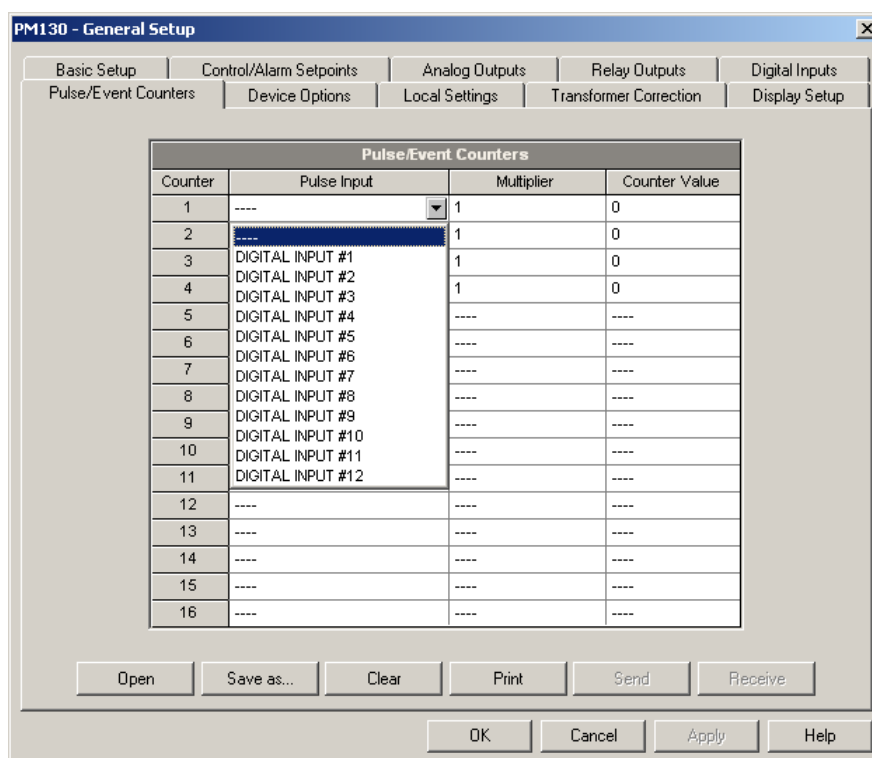 PM130 - General Setup
Basic Setup Control/Alarm Setpoints Analog Outputs Relay Outputs Digital Inputs
Pulse/Event Counters Device Options Local Settings Transformer Correction Display Setup
Pulse/Event Counters
Counter Pulse Input Multiplier Counter Value
1 ---- 1 0
2 ---- 1 0
3 DIGITAL INPUT #1 1 0
DIGITAL INPUT #2
4 DIGITAL INPUT #3 1 0
5 DIGITAL INPUT #4 ---- ----
6 DIGITAL INPUT #5 ---- ----
DIGITAL INPUT #6
7 DIGITAL INPUT #7 ---- ----
8 DIGITAL INPUT #8 ---- ----
9 DIGITAL INPUT #9 ---- ----
DIGITAL INPUT #10
10 DIGITAL INPUT #11 ---- ----
11 DIGITAL INPUT #12 ---- ----
12 ---- ---- ----
13 ---- ---- ----
14 ---- ---- ----
15 ---- ---- ----
16 ---- ---- ----
Open Save as... Clear Print Send Receive
OK Cancel Apply Help